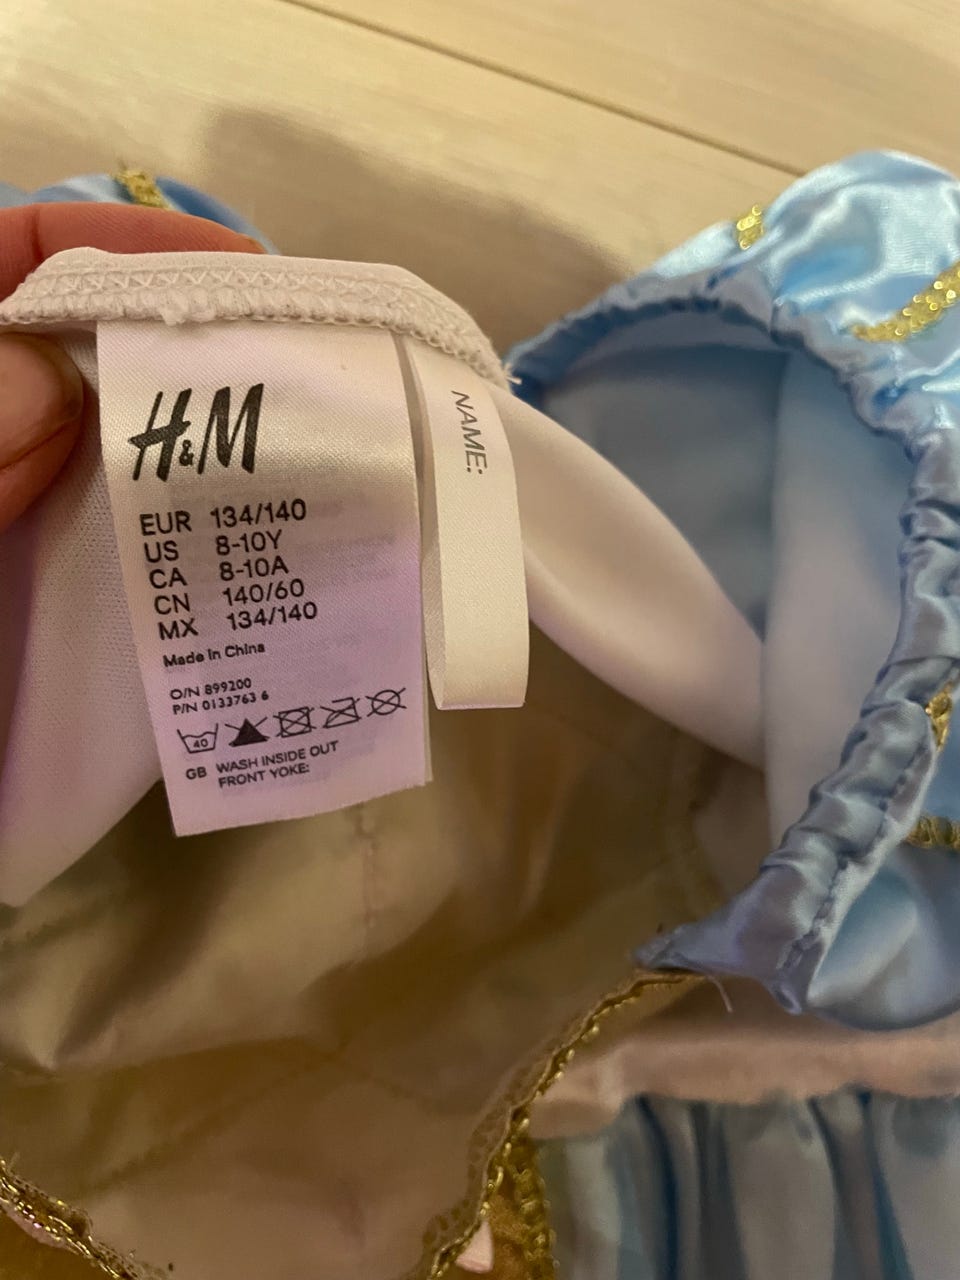 H&M
EUR 134/140
US 8-10Y
CA 8-10A
CN 140/60
MX 134/140
Made in China
O/N 899200
P/N 0133763 6
40
GB WASH INSIDE OUT
FRONT YOKE:
NAME: